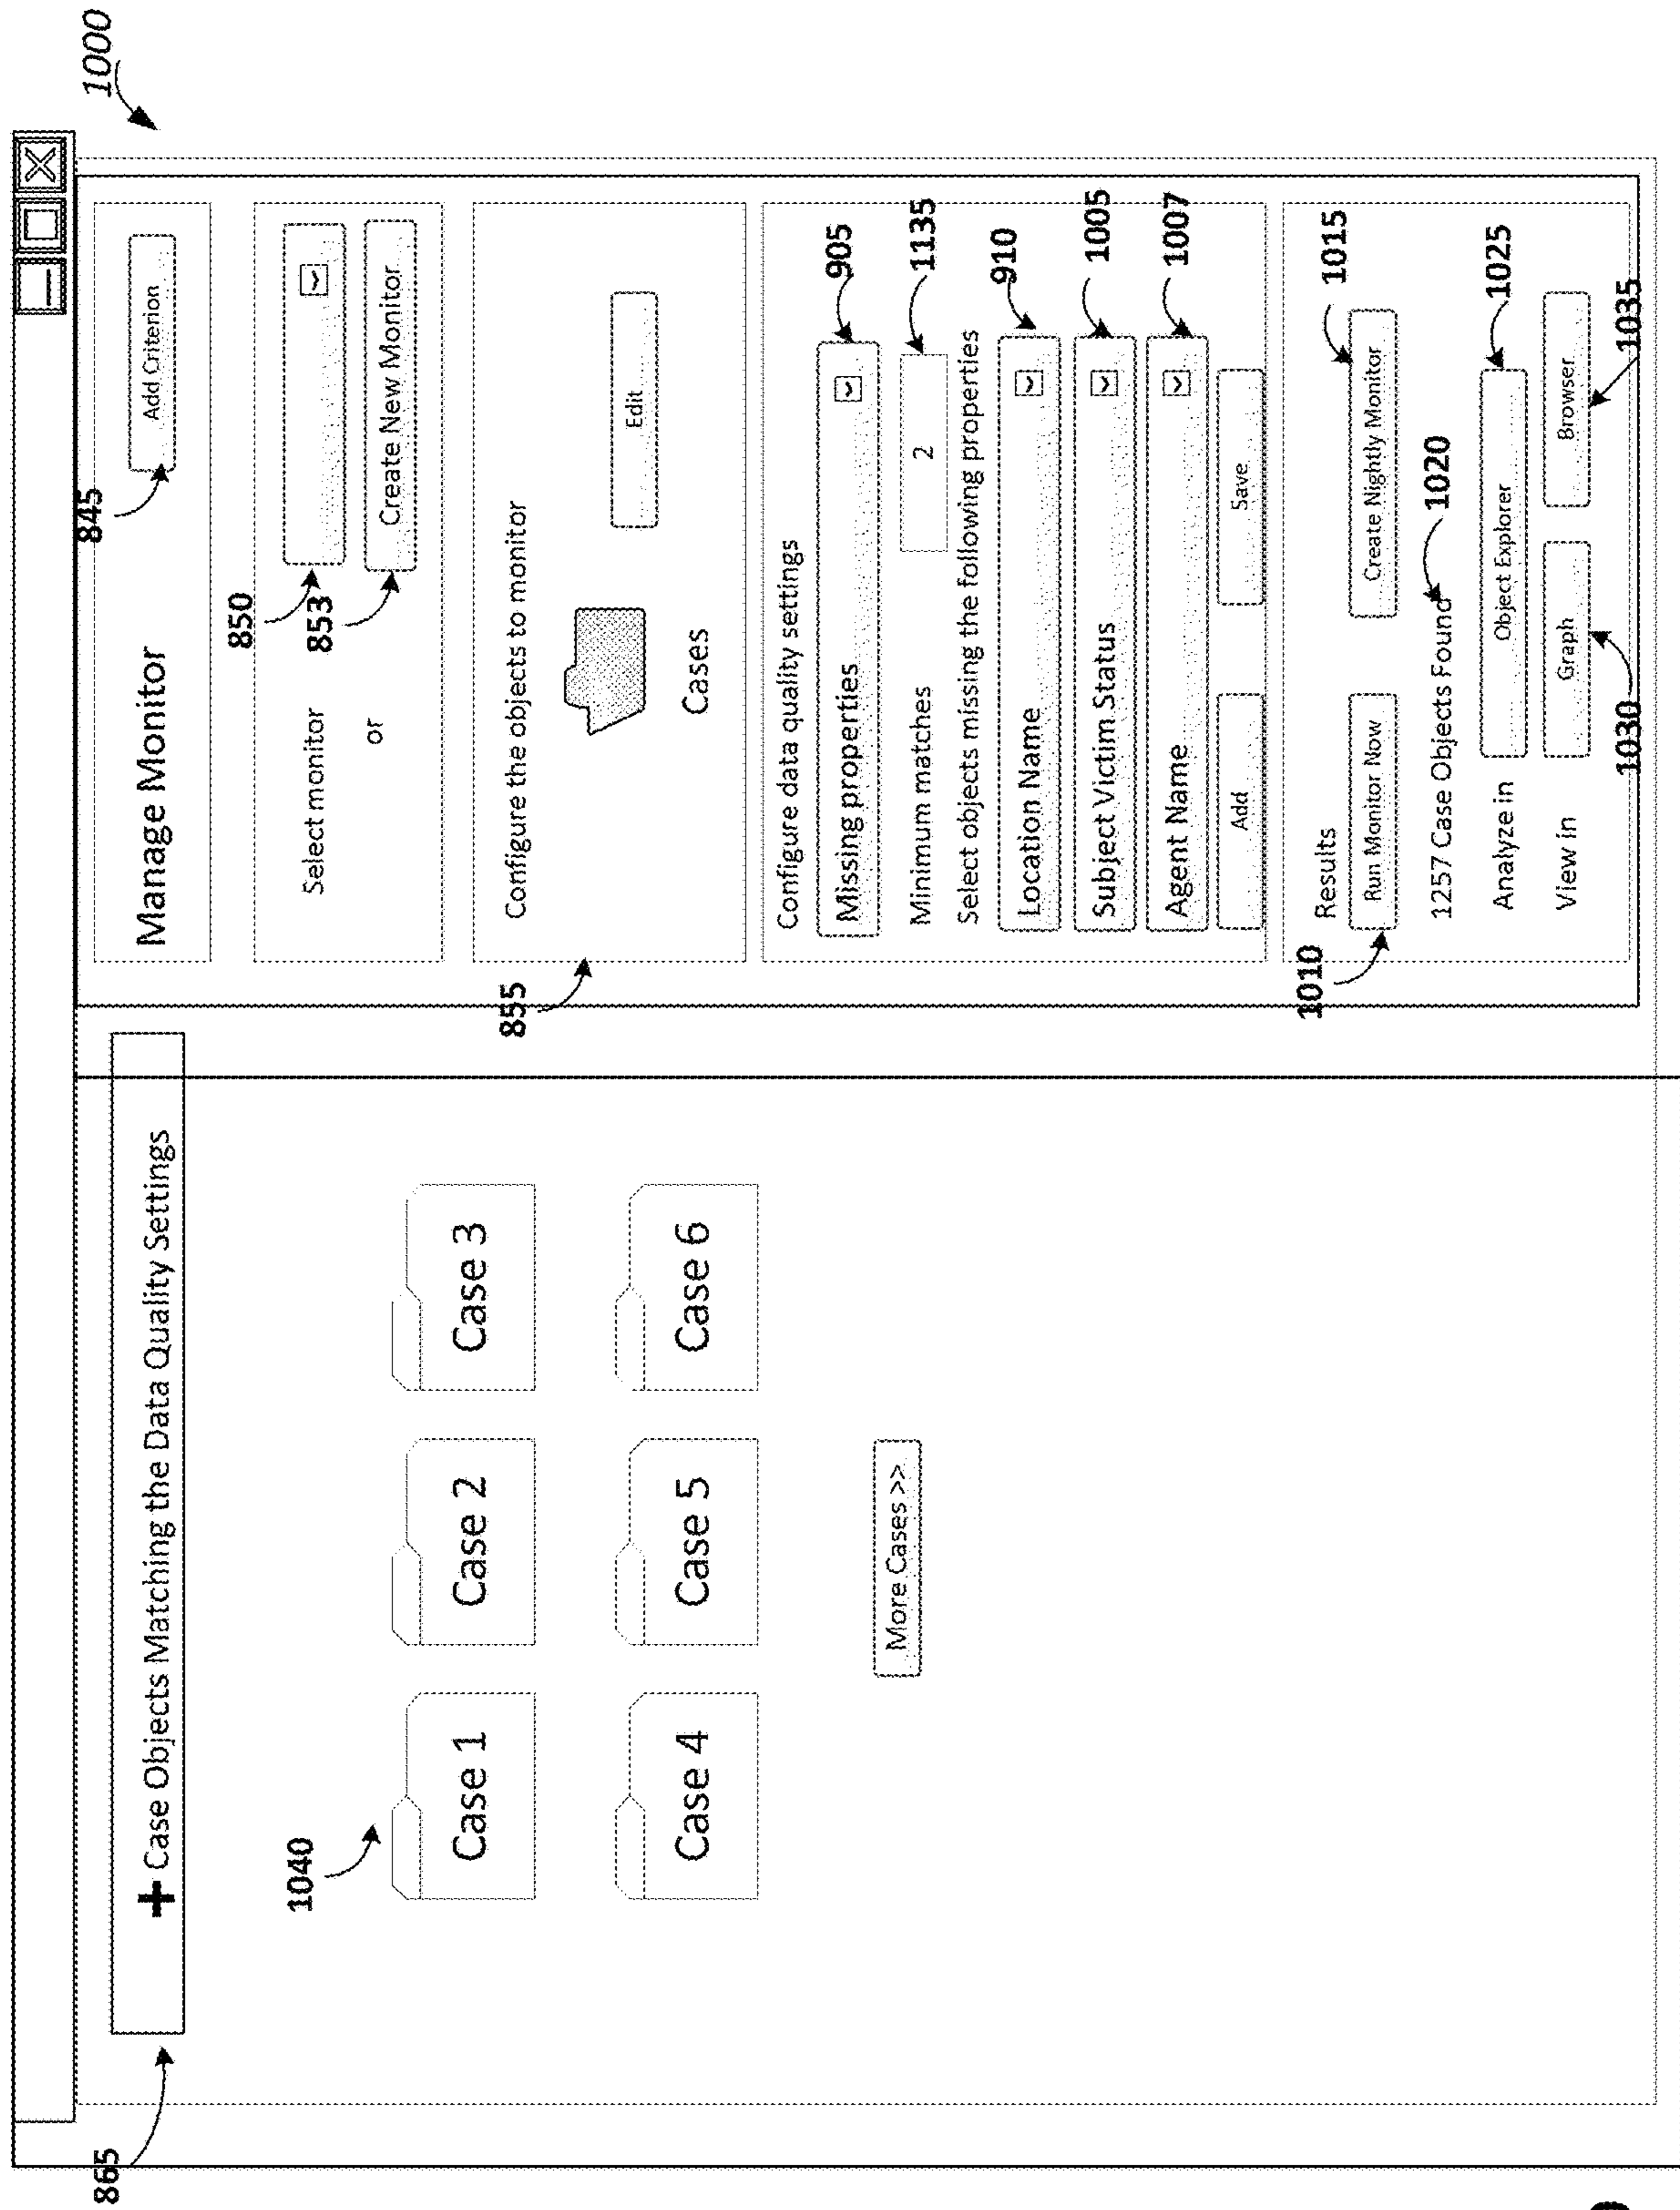 1000
865
+ Case Objects Matching the Data Quality Settings
1040
Case 1
Case 2
Case 3
Case 4
Case 5
Case 6
More Cases >>
Manage Monitor
845
Add Criterion
Select monitor
850
or
853
Create New Monitor
855
Configure the objects to monitor
Cases
Edit
Configure data quality settings
Missing properties
905
Minimum matches
2
1135
Select objects missing the following properties
Location Name
910
Subject Victim Status
1005
Agent Name
1007
Add
Save
Results
1010
Run Monitor Now
Create Nightly Monitor
1015
1257 Case Objects Found
1020
Analyze in
Object Explorer
1025
View in
Graph
Browser
1030
1035